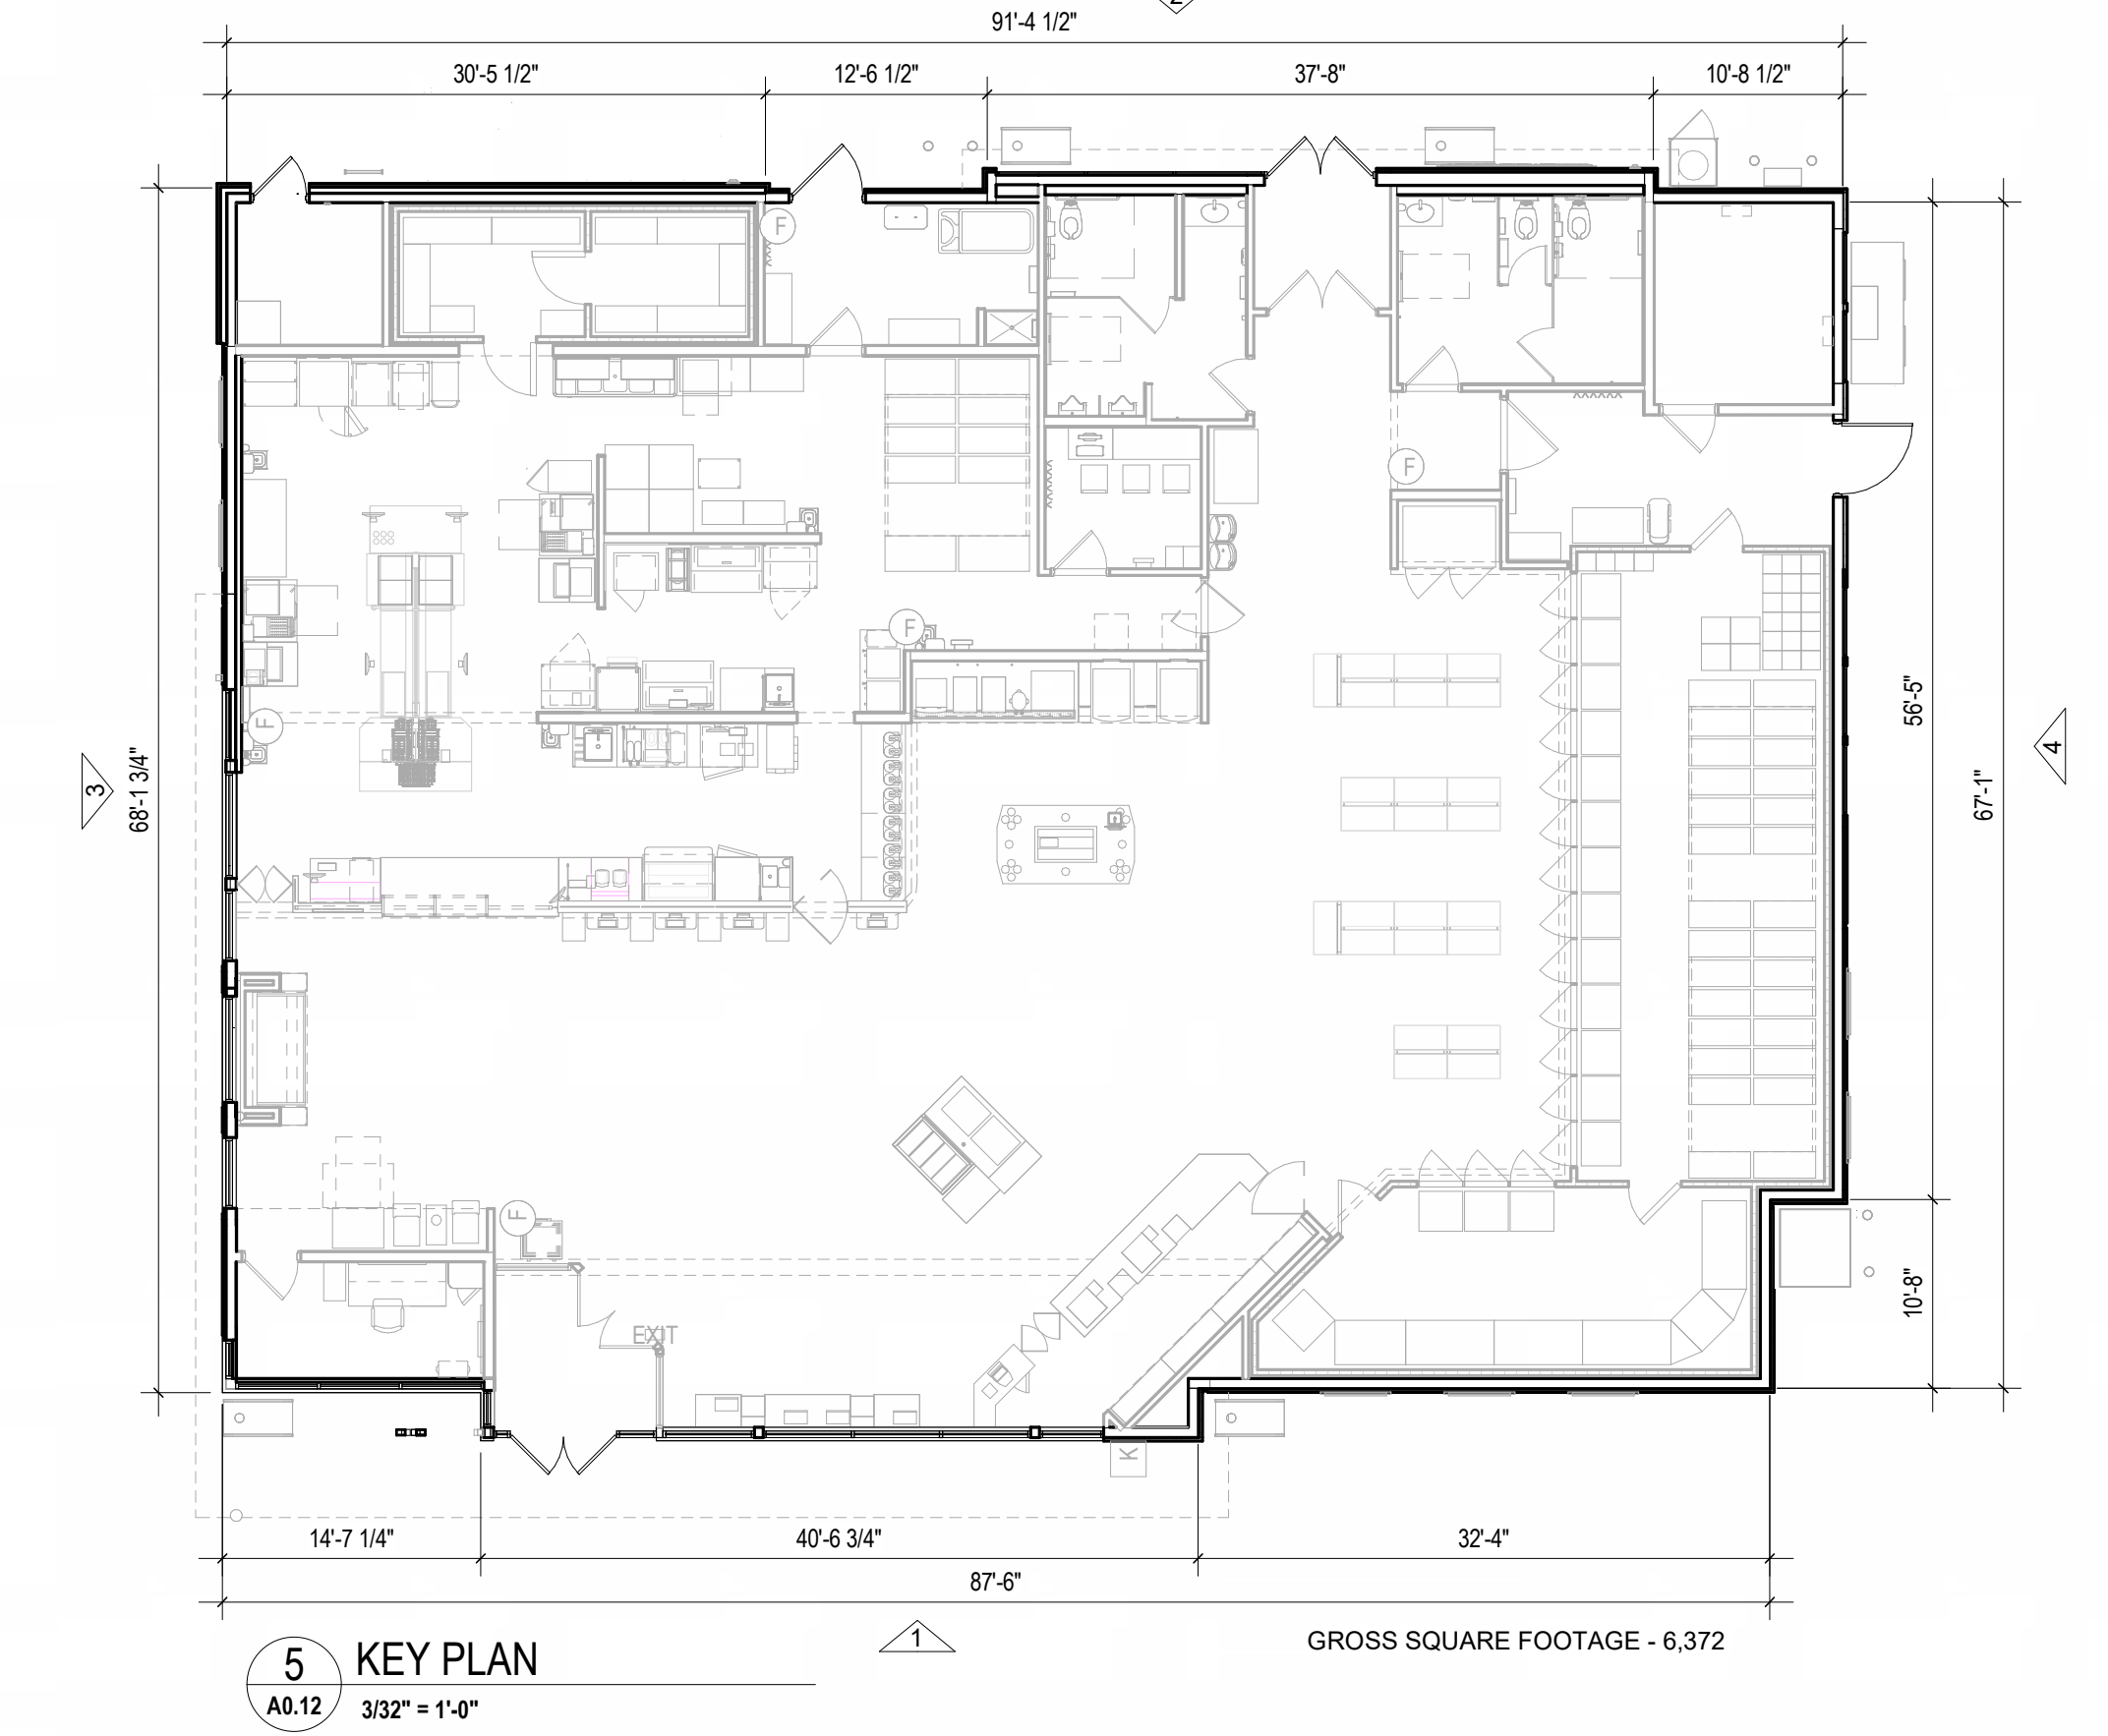 2
91'-4 1/2"
30'-5 1/2"
12'-6 1/2"
37'-8"
10'-8 1/2"
F
F
F
F
F
EXIT
K
3
68'-1 3/4"
56'-5"
67'-1"
10'-8"
4
14'-7 1/4"
40'-6 3/4"
32'-4"
87'-6"
1
GROSS SQUARE FOOTAGE - 6,372
5
KEY PLAN
A0.12
3/32" = 1'-0"